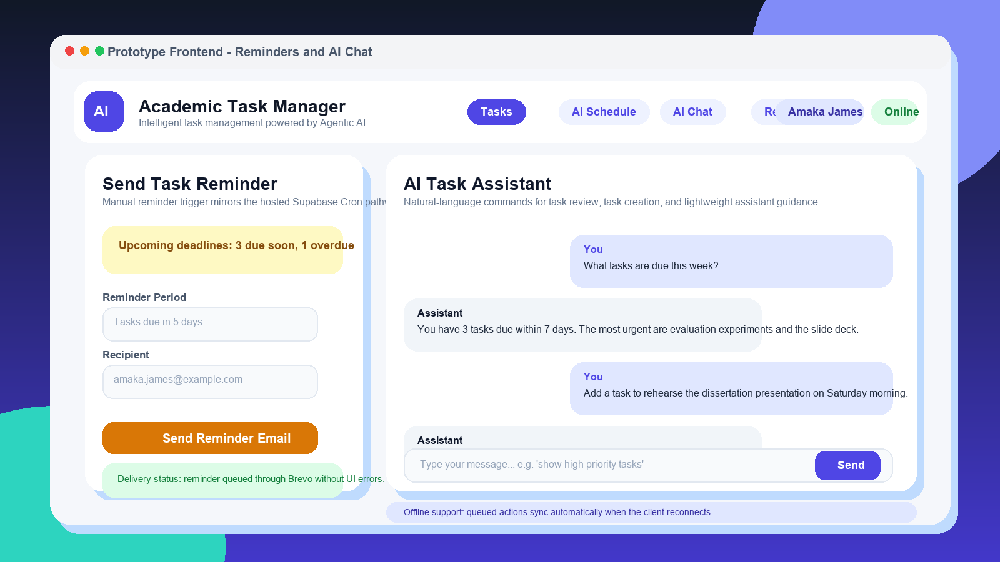 Prototype Frontend - Reminders and AI Chat
AI
Academic Task Manager
Intelligent task management powered by Agentic AI
Tasks
AI Schedule
AI Chat
Amaka James
Online
Send Task Reminder
Manual reminder trigger mirrors the hosted Supabase Cron
Upcoming deadlines: 3 due soon, 1 overdue
Reminder Period
Tasks due in 5 days
Recipient
amaka.james@example.com
Send Reminder Email
Delivery status: reminder queued through Brevo without UI errors.
AI Task Assistant
Natural-language commands for task review, task creation, and lightweight assistant guidance
You
What tasks are due this week?
Assistant
You have 3 tasks due within 7 days. The most urgent are evaluation experiments and the slide deck.
You
Add a task to rehearse the dissertation presentation on Saturday morning.
Assistant
Type your message... e.g. 'show high priority tasks'
Send
Offline support: queued actions sync automatically when the client reconnects.